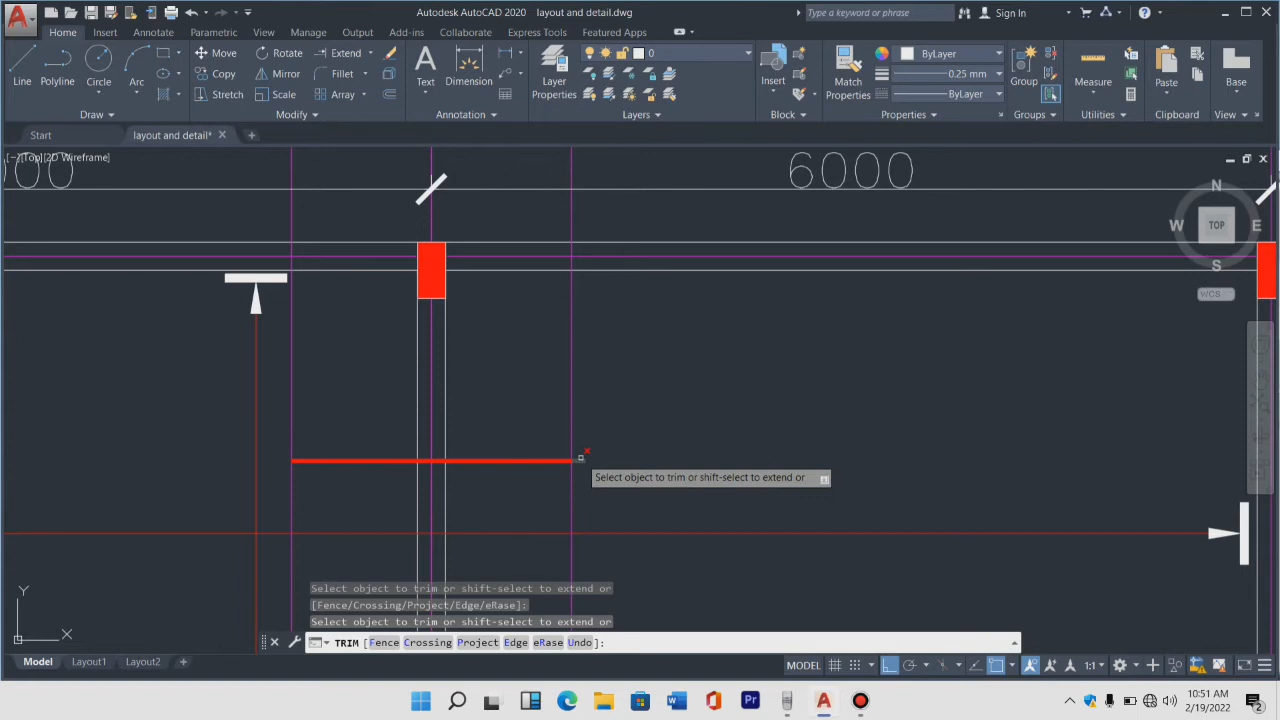 Autodesk AutoCAD 2020 layout and detail.dwg
Type a keyword or phrase
Sign In
Home Insert Annotate Parametric View Manage Output Add-ins Collaborate Express Tools Featured Apps
Line Polyline Circle Arc
Move Rotate Extend
Copy Mirror Fillet
Stretch Scale Array
Text Dimension
Layer Properties
0
Insert
Match Properties
ByLayer
0.25 mm
ByLayer
Group
Measure
Paste
Base
Draw Modify Annotation Layers Block Properties Groups Utilities Clipboard View
Start layout and detail*
[−][Top][2D Wireframe]
00
6000
N
W TOP E
S
WCS
Select object to trim or shift-select to extend or
Y
X
Select object to trim or shift-select to extend or
[Fence/Crossing/Project/Edge/eRase]:
Select object to trim or shift-select to extend or
TRIM [Fence Crossing Project Edge eRase Undo]:
Model Layout1 Layout2
MODEL
1:1
Pr
10:51 AM
2/19/2022
2